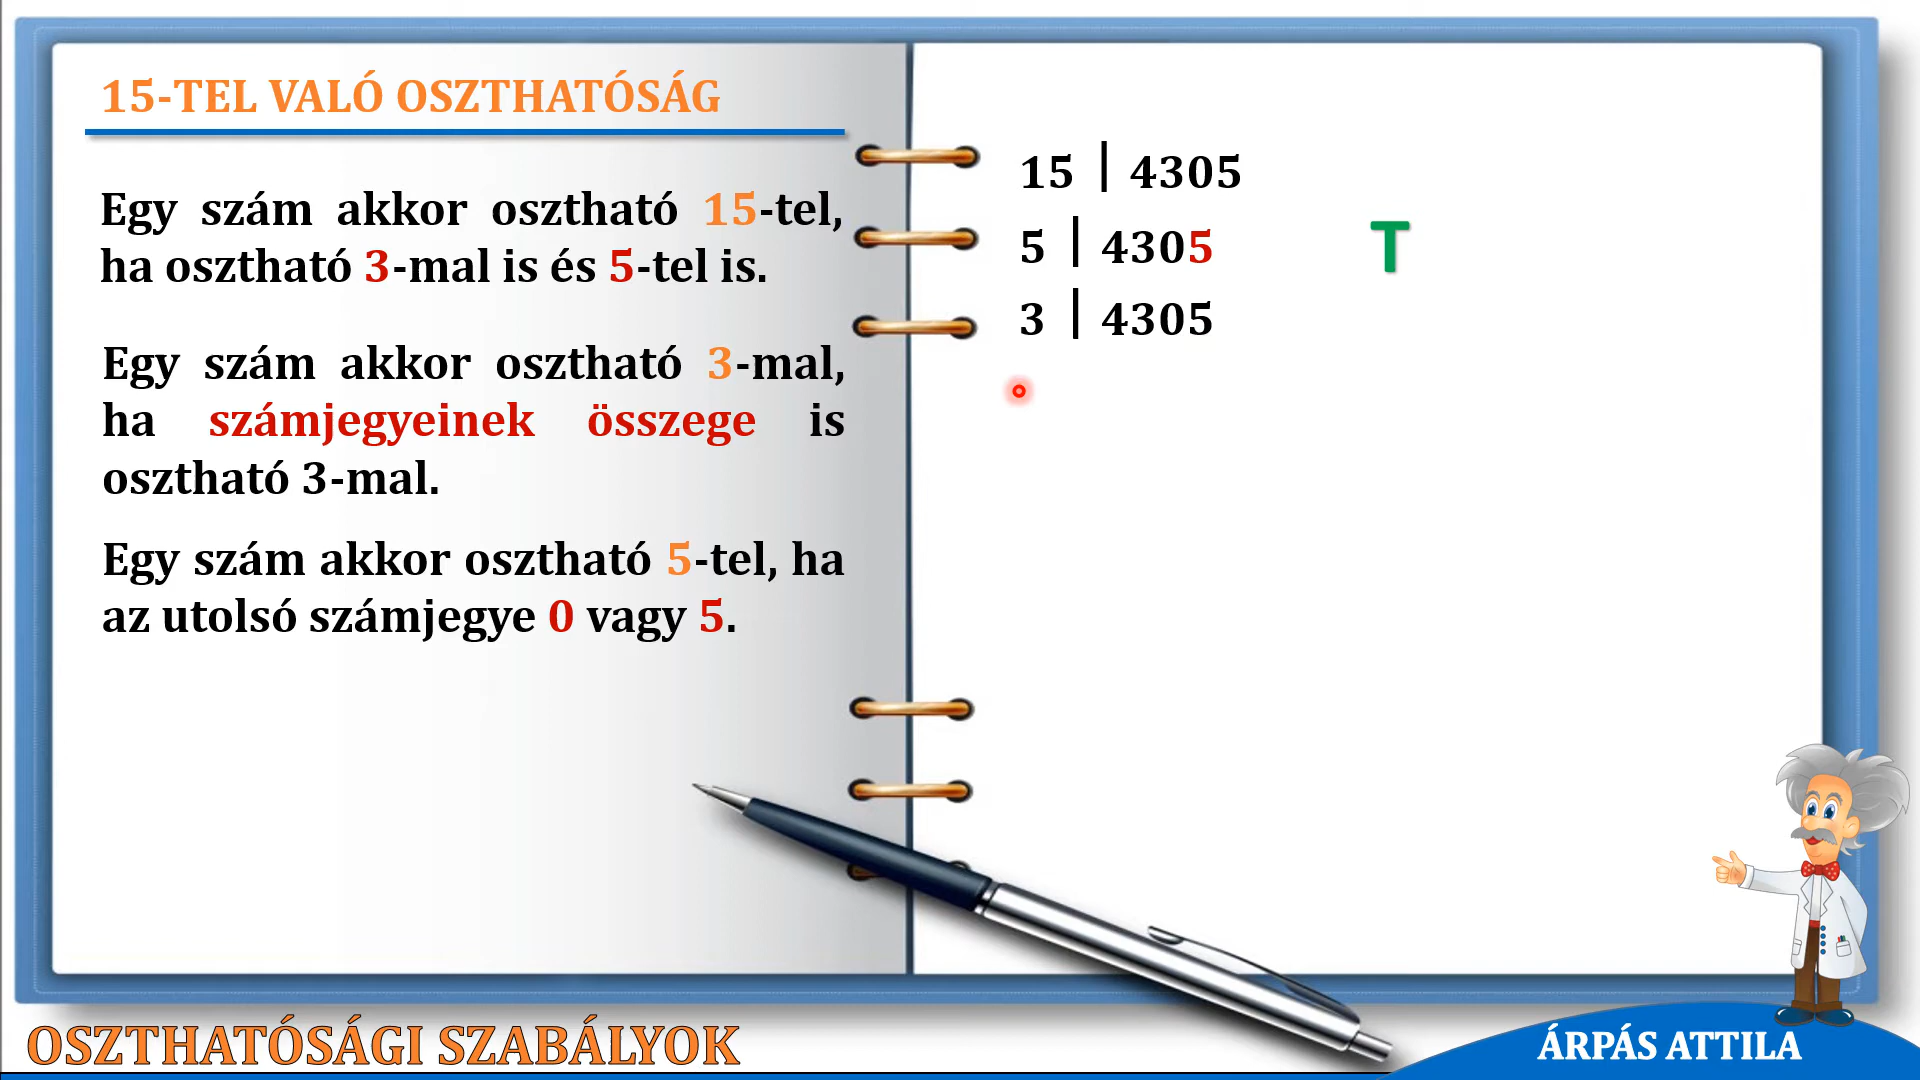 15-TEL VALÓ OSZTHATÓSÁG
Egy szám akkor osztható 15-tel,
ha osztható 3-mal is és 5-tel is.
Egy szám akkor osztható 3-mal,
ha számjegyeinek összege is
osztható 3-mal.
Egy szám akkor osztható 5-tel, ha
az utolsó számjegye 0 vagy 5.
15 | 4305
5 | 4305 T
3 | 4305
OSZTHATÓSÁGI SZABÁLYOK
ÁRPÁS ATTILA